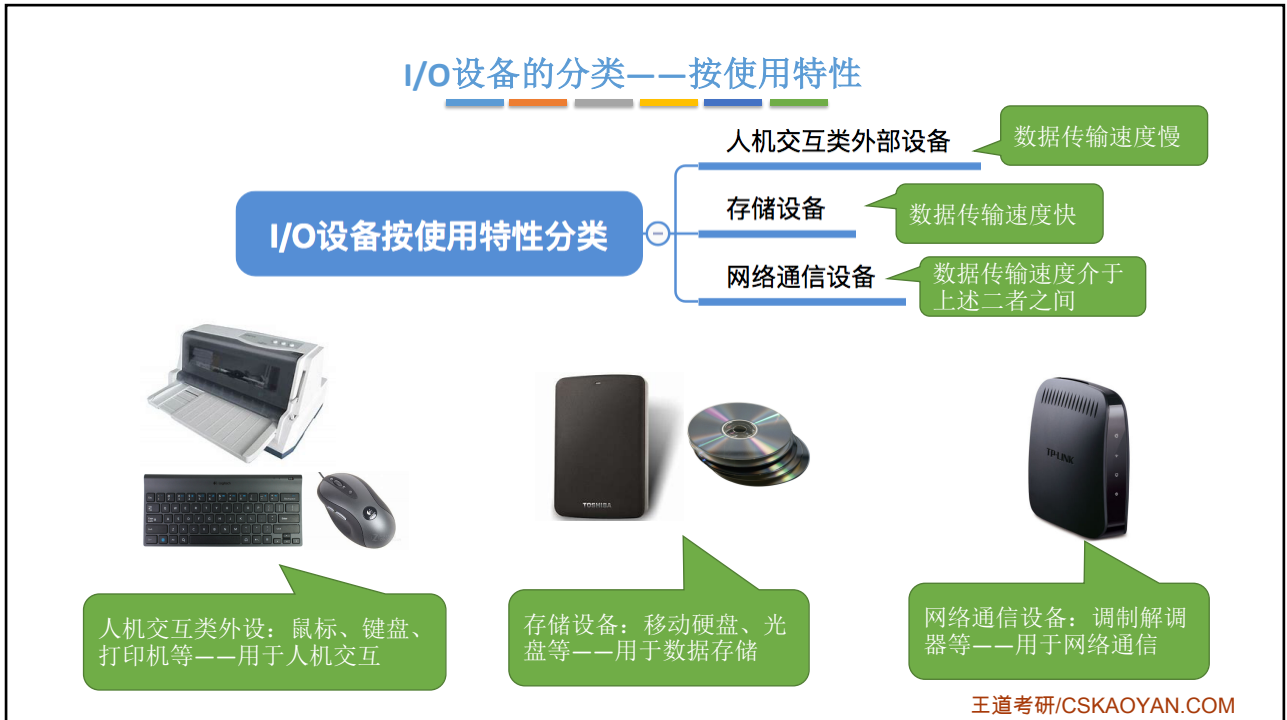 I/O设备的分类——按使用特性
人机交互类外部设备
数据传输速度慢
I/O设备按使用特性分类
存储设备
数据传输速度快
网络通信设备
数据传输速度介于
上述二者之间
TOSHIBA
TP-LINK
人机交互类外设：鼠标、键盘、
打印机等——用于人机交互
存储设备：移动硬盘、光
盘等——用于数据存储
网络通信设备：调制解调
器等——用于网络通信
王道考研/CSKAOYAN.COM